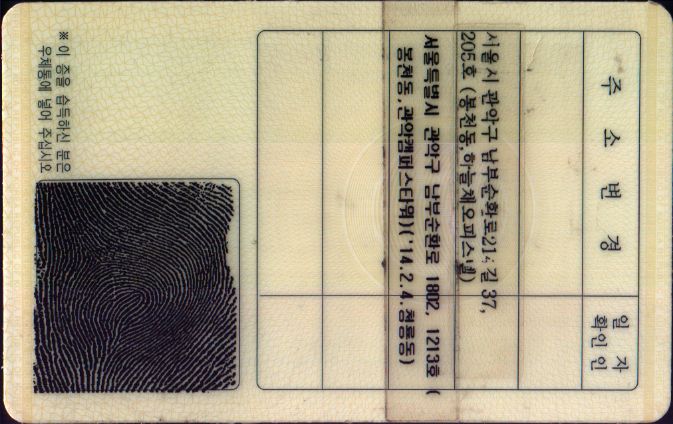 주 소 변 경
일 자
확인 인
서울시 관악구 남부순환로214길 37,
205호 (봉천동,하늘채오피스텔)
서울특별시 관악구 남부순환로 1802, 1213호 (
봉천동,관악캠퍼스타워)('14.2.4.청룡동)
※ 이 증을 습득하신 분은
우체통에 넣어 주십시오